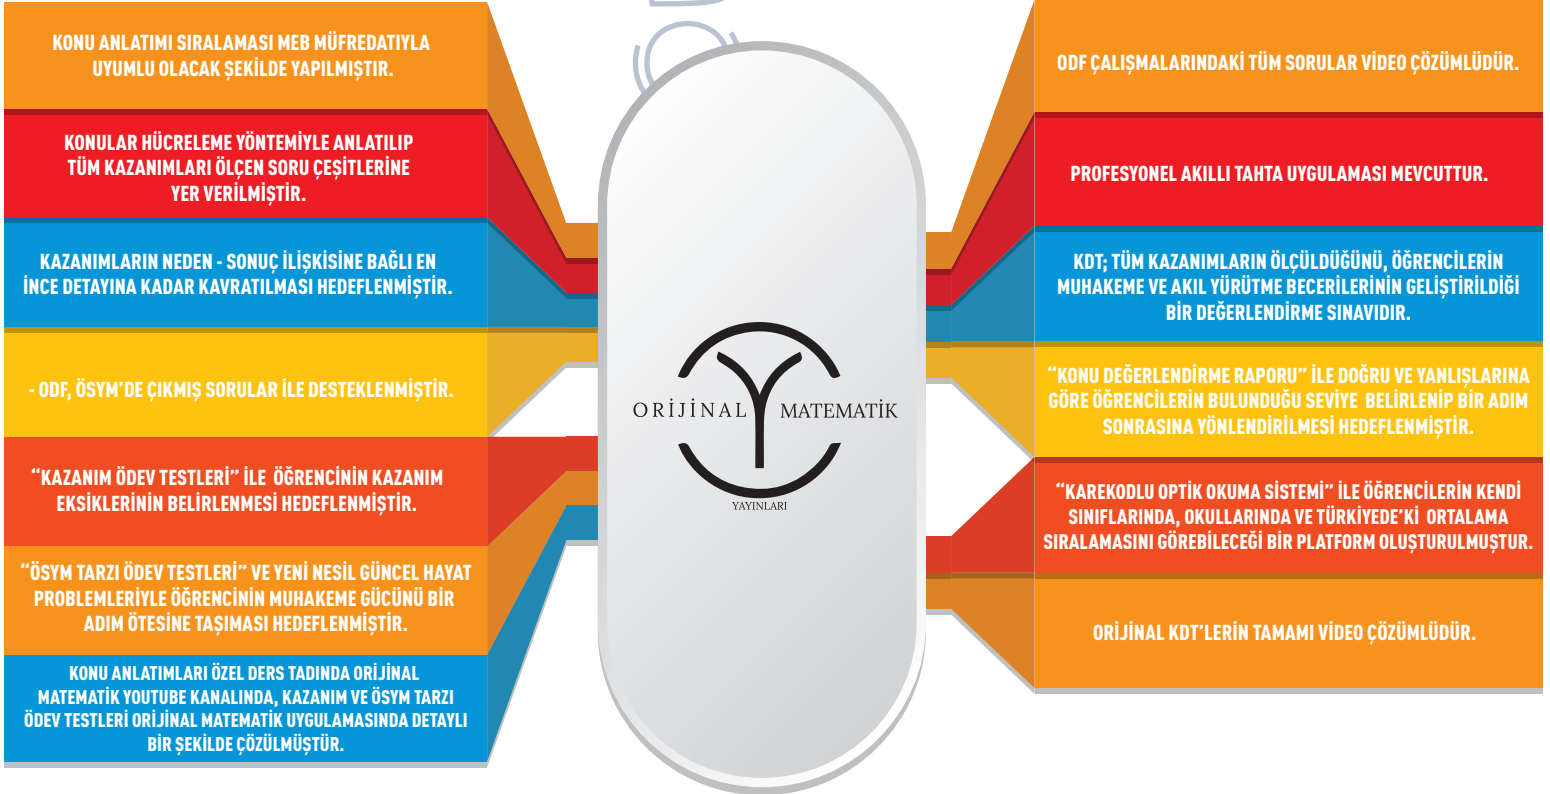 KONU ANLATIMI SIRALAMASI MEB MÜFREDATIYLA
UYUMLU OLACAK ŞEKİLDE YAPILMIŞTIR.
KONULAR HÜCRELEME YÖNTEMİYLE ANLATILIP
TÜM KAZANIMLARI ÖLÇEN SORU ÇEŞİTLERİNE
YER VERİLMİŞTİR.
KAZANIMLARIN NEDEN - SONUÇ İLİŞKİSİNE BAĞLI EN
İNCE DETAYINA KADAR KAVRATILMASI HEDEFLENMİŞTİR.
- ODF, ÖSYM'DE ÇIKMIŞ SORULAR İLE DESTEKLENMİŞTİR.
“KAZANIM ÖDEV TESTLERİ” İLE ÖĞRENCİNİN KAZANIM
EKSİKLERİNİN BELİRLENMESİ HEDEFLENMİŞTİR.
“ÖSYM TARZI ÖDEV TESTLERİ” VE YENİ NESİL GÜNCEL HAYAT
PROBLEMLERİYLE ÖĞRENCİNİN MUHAKEME GÜCÜNÜ BİR
ADIM ÖTESİNE TAŞIMASI HEDEFLENMİŞTİR.
KONU ANLATIMLARI ÖZEL DERS TADINDA ORİJİNAL
MATEMATİK YOUTUBE KANALINDA, KAZANIM VE ÖSYM TARZI
ÖDEV TESTLERİ ORİJİNAL MATEMATİK UYGULAMASINDA DETAYLI
BİR ŞEKİLDE ÇÖZÜLMÜŞTÜR.
ORİJİNAL MATEMATİK
YAYINLARI
ODF ÇALIŞMALARINDAKİ TÜM SORULAR VİDEO ÇÖZÜMLÜDÜR.
PROFESYONEL AKILLI TAHTA UYGULAMASI MEVCUTTUR.
KDT; TÜM KAZANIMLARIN ÖLÇÜLDÜĞÜNÜ, ÖĞRENCİLERİN
MUHAKEME VE AKIL YÜRÜTME BECERİLERİNİN GELİŞTİRİLDİĞİ
BİR DEĞERLENDİRME SINAVIDIR.
“KONU DEĞERLENDİRME RAPORU” İLE DOĞRU VE YANLIŞLARINA
GÖRE ÖĞRENCİLERİN BULUNDUĞU SEVİYE BELİRLENİP BİR ADIM
SONRASINA YÖNLENDİRİLMESİ HEDEFLENMİŞTİR.
“KAREKODLU OPTİK OKUMA SİSTEMİ” İLE ÖĞRENCİLERİN KENDİ
SINIFLARINDA, OKULLARINDA VE TÜRKİYEDE'Kİ ORTALAMA
SIRALAMASINI GÖREBİLECEĞİ BİR PLATFORM OLUŞTURULMUŞTUR.
ORİJİNAL KDT'LERİN TAMAMI VİDEO ÇÖZÜMLÜDÜR.